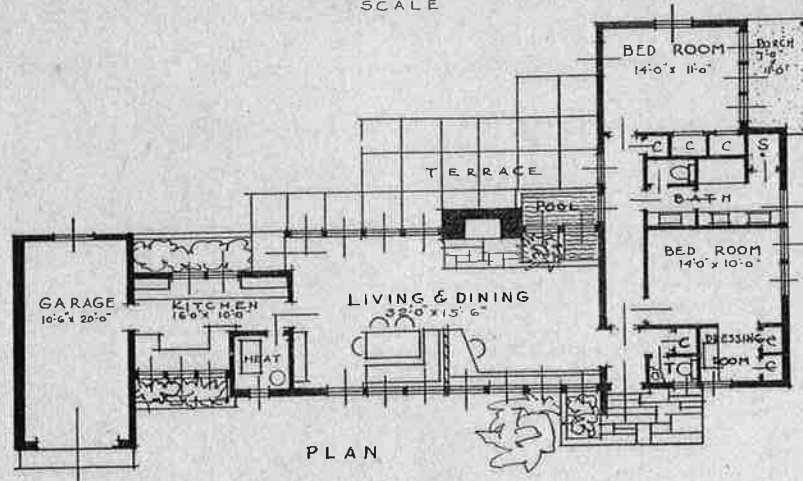 SCALE
BED ROOM
14'-0" x 11'-0"
PORCH
C
C
C
S
TERRACE
BATH
POOL
BED ROOM
14'-0" x 10'-0"
GARAGE
10'-6" x 20'-0"
KITCHEN
16'-0" x 10'-0"
LIVING & DINING
32'-0" x 15'-6"
HEAT
C
DRESSING
ROOM
C
C
T
PLAN